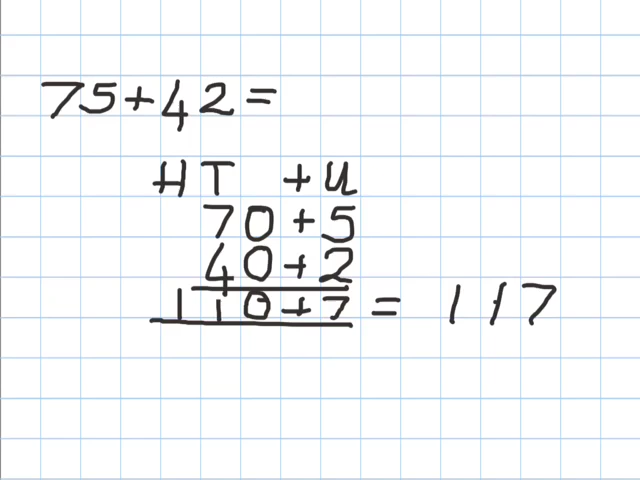 75+42=
HT +U
70+5
40+2
110+7 = 117